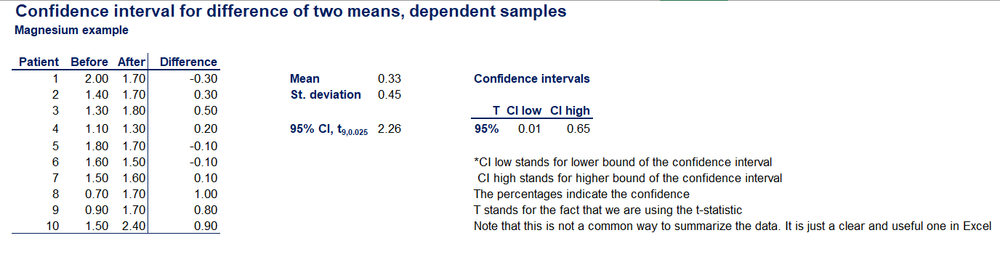 Confidence interval for difference of two means, dependent samples
Magnesium example
Patient Before After Difference
1 2.00 1.70 -0.30
2 1.40 1.70 0.30
3 1.30 1.80 0.50
4 1.10 1.30 0.20
5 1.80 1.70 -0.10
6 1.60 1.50 -0.10
7 1.50 1.60 0.10
8 0.70 1.70 1.00
9 0.90 1.70 0.80
10 1.50 2.40 0.90
Mean 0.33
St. deviation 0.45
95% CI, t9,0.025 2.26
Confidence intervals
T CI low CI high
95% 0.01 0.65
*CI low stands for lower bound of the confidence interval
CI high stands for higher bound of the confidence interval
The percentages indicate the confidence
T stands for the fact that we are using the t-statistic
Note that this is not a common way to summarize the data. It is just a clear and useful one in Excel